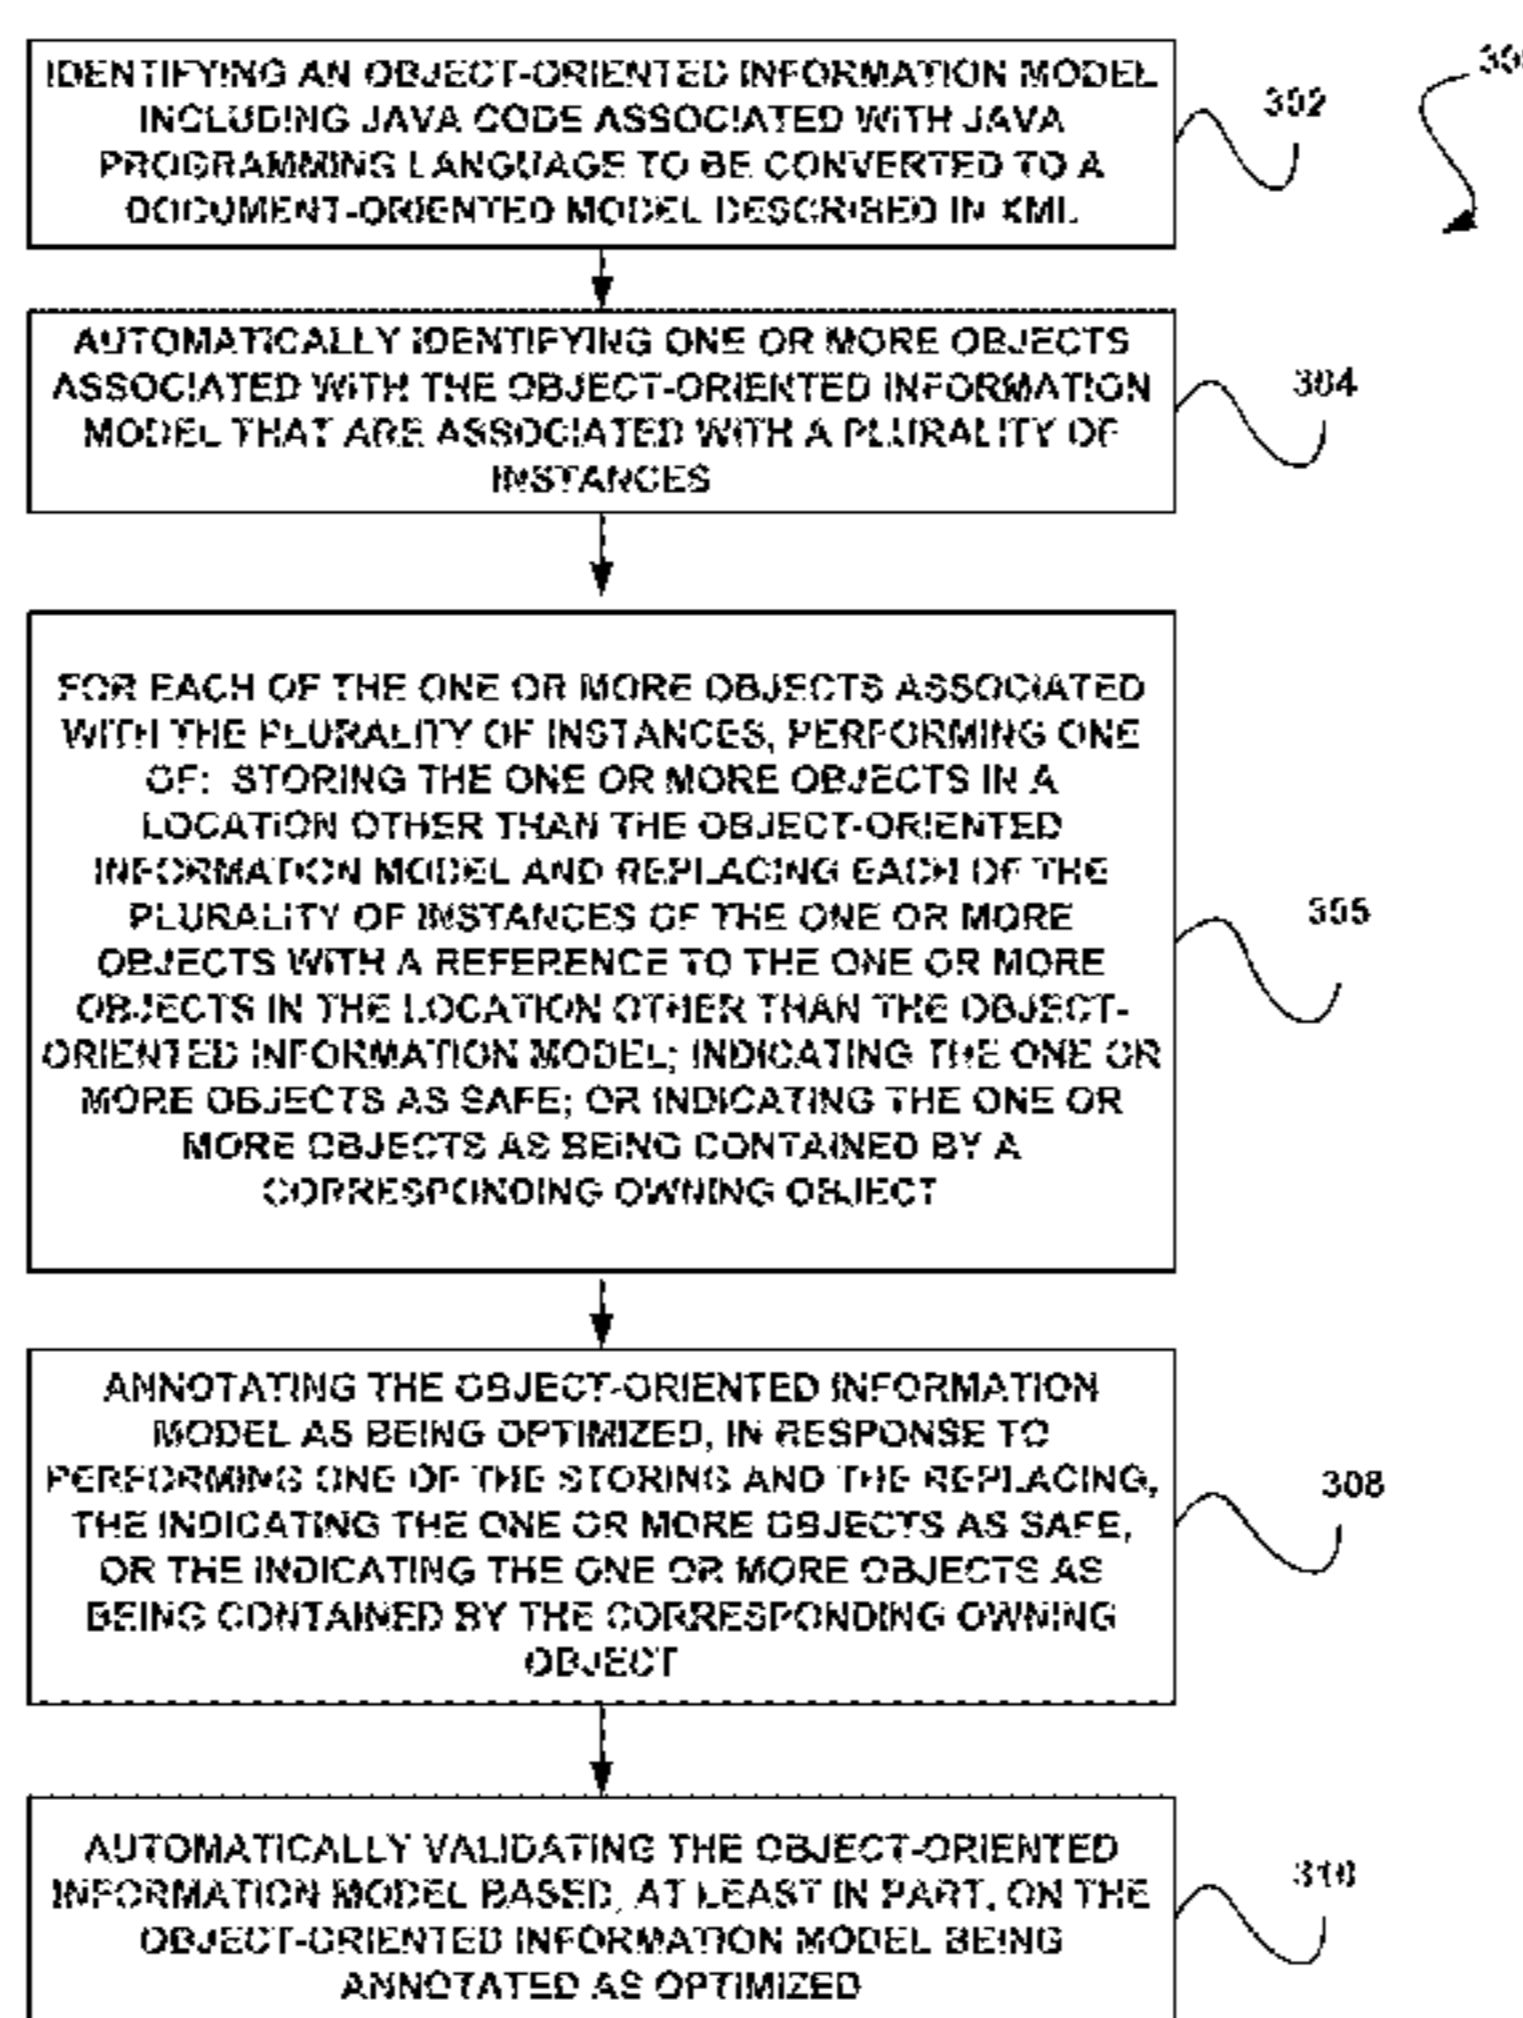 IDENTIFYING AN OBJECT-ORIENTED INFORMATION MODEL
INCLUDING JAVA CODE ASSOCIATED WITH JAVA
PROGRAMMING LANGUAGE TO BE CONVERTED TO A
DOCUMENT-ORIENTED MODEL DESCRIBED IN XML
302
AUTOMATICALLY IDENTIFYING ONE OR MORE OBJECTS
ASSOCIATED WITH THE OBJECT-ORIENTED INFORMATION
MODEL THAT ARE ASSOCIATED WITH A PLURALITY OF
INSTANCES
304
FOR EACH OF THE ONE OR MORE OBJECTS ASSOCIATED
WITH THE PLURALITY OF INSTANCES, PERFORMING ONE
OF: STORING THE ONE OR MORE OBJECTS IN A
LOCATION OTHER THAN THE OBJECT-ORIENTED
INFORMATION MODEL AND REPLACING EACH OF THE
PLURALITY OF INSTANCES OF THE ONE OR MORE
OBJECTS WITH A REFERENCE TO THE ONE OR MORE
OBJECTS IN THE LOCATION OTHER THAN THE OBJECT-
ORIENTED INFORMATION MODEL; INDICATING THE ONE OR
MORE OBJECTS AS SAFE; OR INDICATING THE ONE OR
MORE OBJECTS AS BEING CONTAINED BY A
CORRESPONDING OWNING OBJECT
ANNOTATING THE OBJECT-ORIENTED INFORMATION
MODEL AS BEING OPTIMIZED, IN RESPONSE TO
PERFORMING ONE OF THE STORING AND THE REPLACING,
THE INDICATING THE ONE OR MORE OBJECTS AS SAFE,
OR THE INDICATING THE ONE OR MORE OBJECTS AS
BEING CONTAINED BY THE CORRESPONDING OWNING
OBJECT
308
AUTOMATICALLY VALIDATING THE OBJECT-ORIENTED
INFORMATION MODEL BASED, AT LEAST IN PART, ON THE
OBJECT-ORIENTED INFORMATION MODEL BEING
ANNOTATED AS OPTIMIZED
310